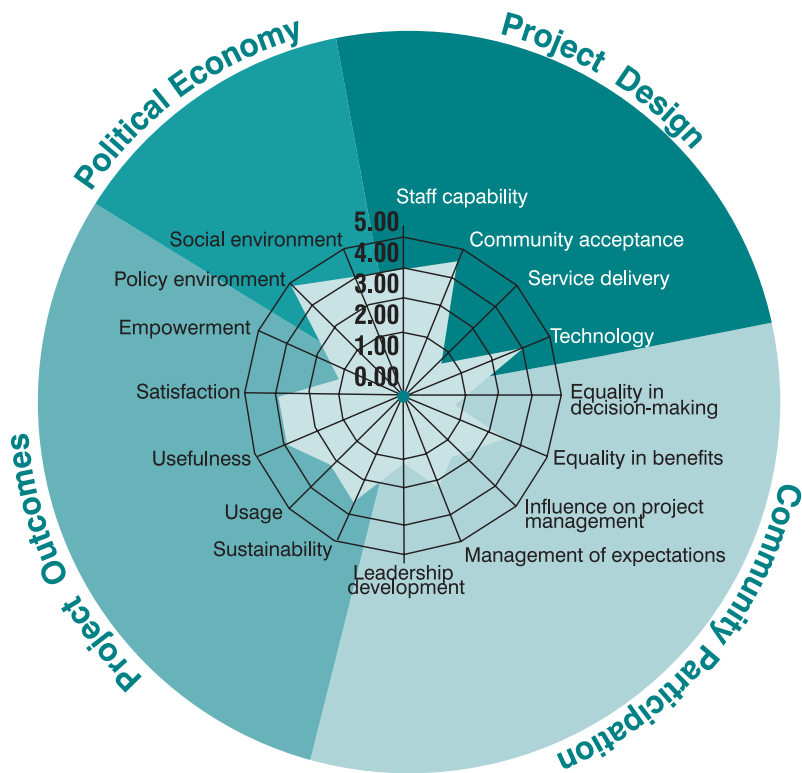 Political Economy
Project Design
Staff capability
5.00
Social environment
Community acceptance
4.00
Policy environment
Service delivery
3.00
Empowerment
2.00
Technology
1.00
0.00
Satisfaction
Equality in
decision-making
Usefulness
Equality in benefits
Usage
Influence on project
management
Sustainability
Management of expectations
Leadership
development
Project Outcomes
Community Participation